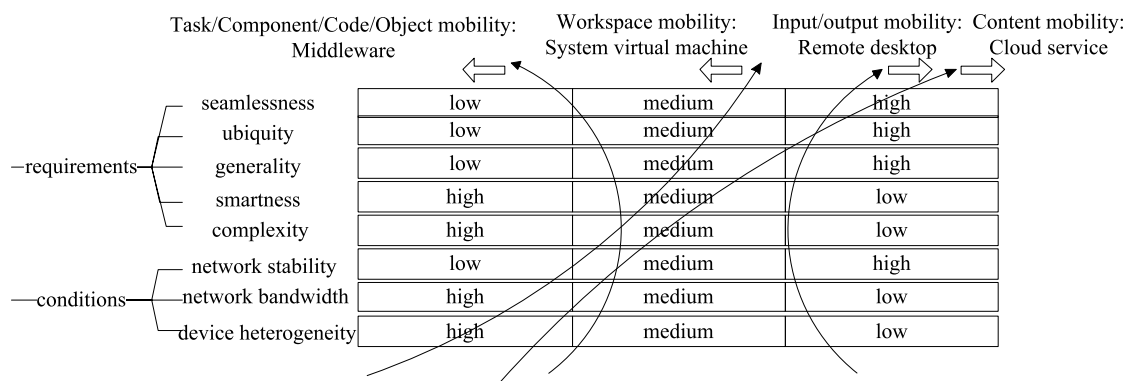 Task/Component/Code/Object mobility:
Middleware
Workspace mobility:
System virtual machine
Input/output mobility:
Remote desktop
Content mobility:
Cloud service
requirements
seamlessness low medium high
ubiquity low medium high
generality low medium high
smartness high medium low
complexity high medium low
conditions
network stability low medium high
network bandwidth high medium low
device heterogeneity high medium low